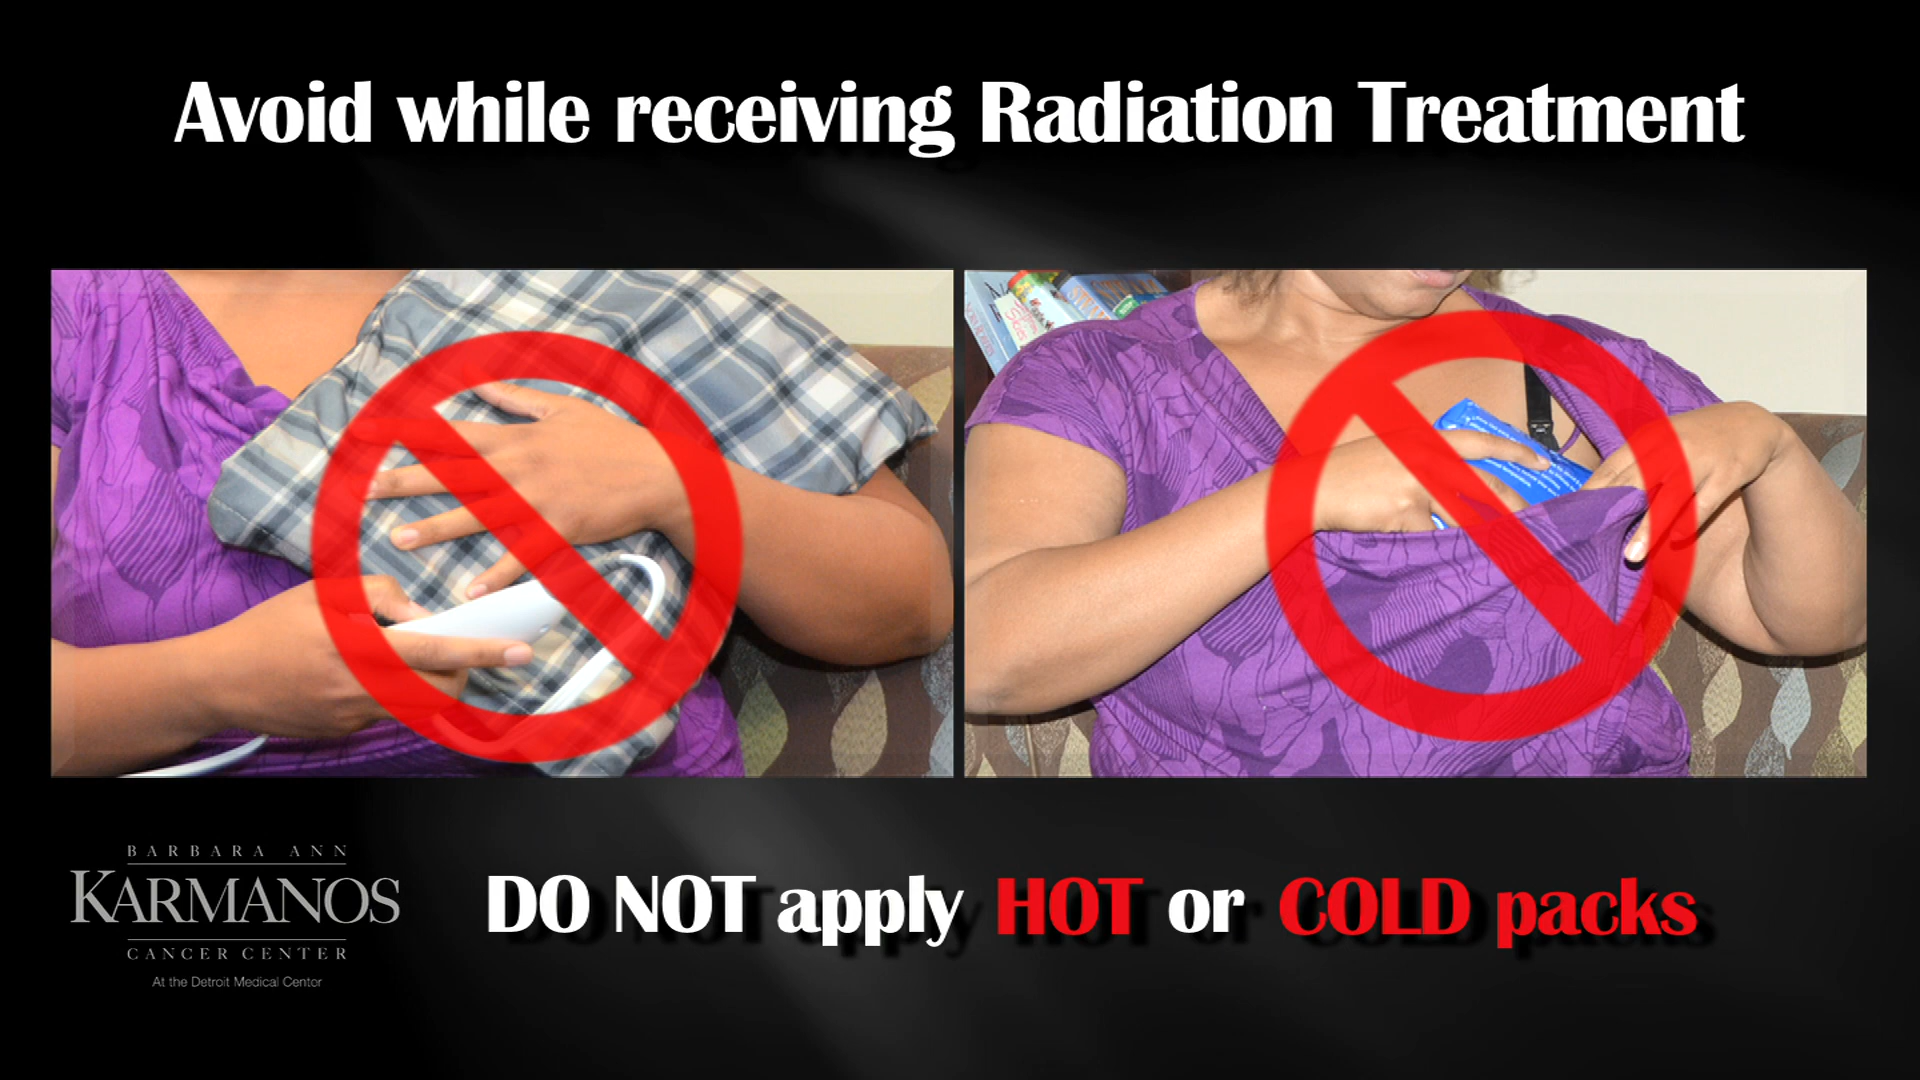 Avoid while receiving Radiation Treatment
BARBARA ANN
KARMANOS
CANCER CENTER
At the Detroit Medical Center
DO NOT apply HOT or COLD packs